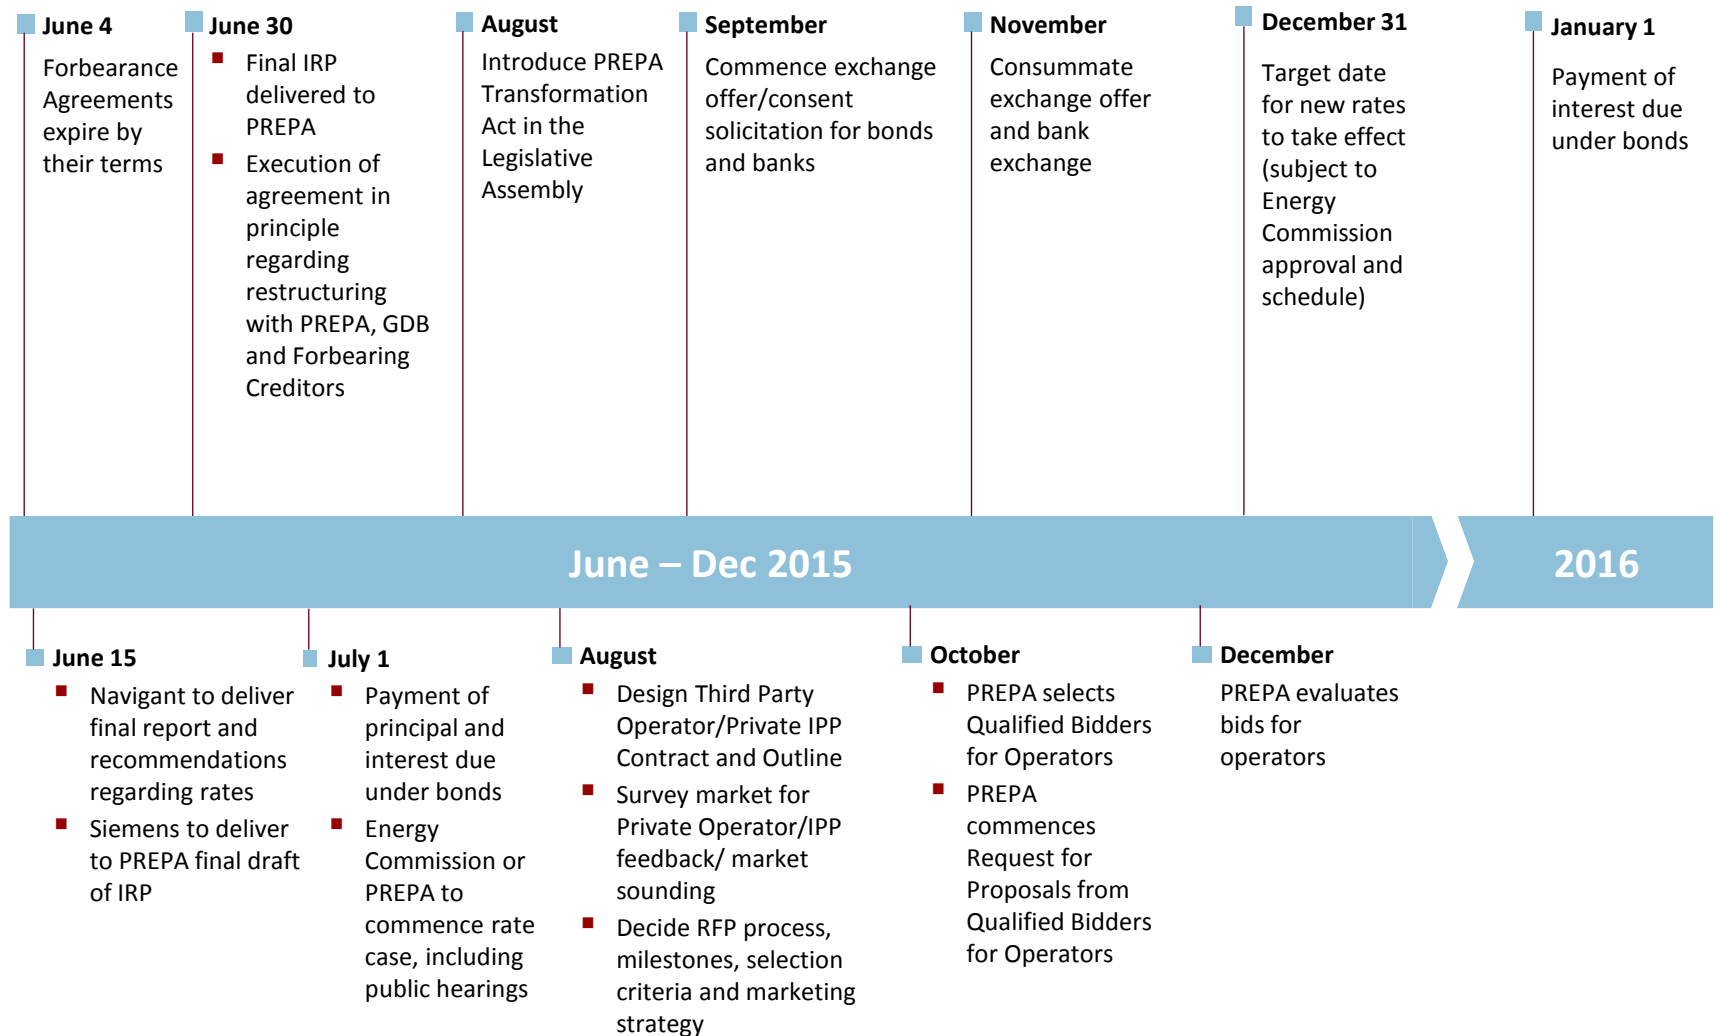 June 4
Forbearance
Agreements
expire by
their terms
June 30
Final IRP
delivered to
PREPA
Execution of
agreement in
principle
regarding
restructuring
with PREPA, GDB
and Forbearing
Creditors
August
Introduce PREPA
Transformation
Act in the
Legislative
Assembly
September
Commence exchange
offer/consent
solicitation for bonds
and banks
November
Consummate
exchange offer
and bank
exchange
December 31
Target date
for new rates
to take effect
(subject to
Energy
Commission
approval and
schedule)
January 1
Payment of
interest due
under bonds
June – Dec 2015
2016
June 15
Navigant to deliver
final report and
recommendations
regarding rates
Siemens to deliver
to PREPA final draft
of IRP
July 1
Payment of
principal and
interest due
under bonds
Energy
Commission or
PREPA to
commence rate
case, including
public hearings
August
Design Third Party
Operator/Private IPP
Contract and Outline
Survey market for
Private Operator/IPP
feedback/ market
sounding
Decide RFP process,
milestones, selection
criteria and marketing
strategy
October
PREPA selects
Qualified Bidders
for Operators
PREPA
commences
Request for
Proposals from
Qualified Bidders
for Operators
December
PREPA evaluates
bids for
operators